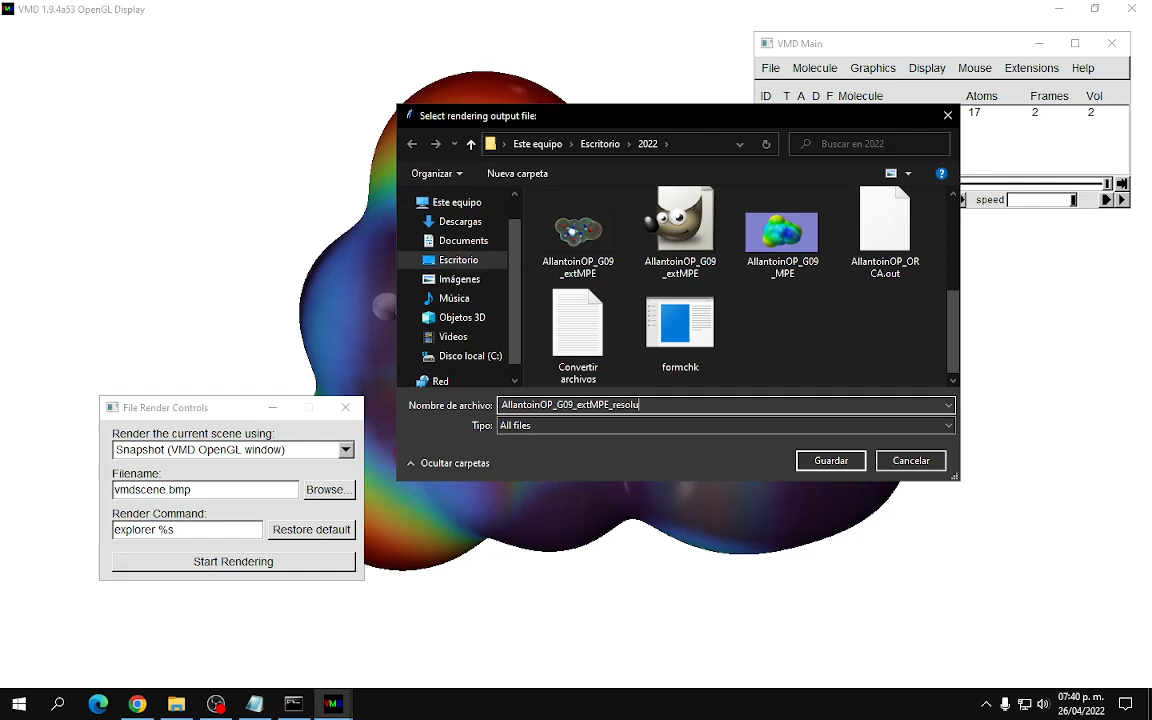 VMD 1.9.4a53 OpenGL Display
VMD Main
File Molecule Graphics Display Mouse Extensions Help
ID T A D F Molecule Atoms Frames Vol
17 2 2
speed
Select rendering output file:
Este equipo
Escritorio
2022
Buscar en 2022
Organizar
Nueva carpeta
Este equipo
Descargas
Documents
Escritorio
Imágenes
Música
Objetos 3D
Videos
Disco local (C:)
Red
AllantoinOP_G09
_extMPE
AllantoinOP_G09
_extMPE
AllantoinOP_G09
_MPE
AllantoinOP_OR
CA.out
Convertir
archivos
formchk
Nombre de archivo: AllantoinOP_G09_extMPE_resolu
Tipo: All files
Ocultar carpetas
Guardar
Cancelar
File Render Controls
Render the current scene using:
Snapshot (VMD OpenGL window)
Filename:
vmdscene.bmp
Browse...
Render Command:
explorer %s
Restore default
Start Rendering
07:40 p. m.
26/04/2022